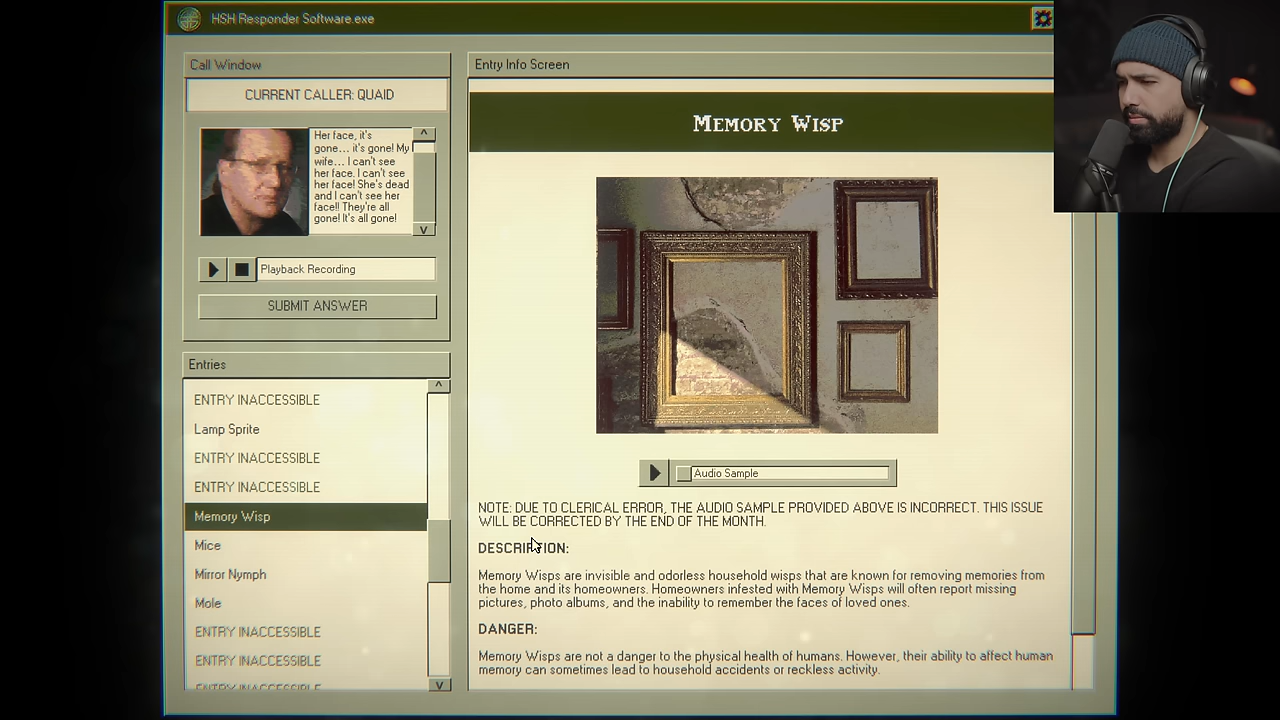 HSH Responder Software.exe
Call Window
CURRENT CALLER: QUAID
Her face, it's
gone... it's gone! My
wife... I can't see
her face. I can't see
her face! She's dead
and I can't see her
face!! They're all
gone! It's all gone!
Playback Recording
SUBMIT ANSWER
Entries
ENTRY INACCESSIBLE
Lamp Sprite
ENTRY INACCESSIBLE
ENTRY INACCESSIBLE
Memory Wisp
Mice
Mirror Nymph
Mole
ENTRY INACCESSIBLE
ENTRY INACCESSIBLE
ENTRY INACCESSIBLE
Entry Info Screen
MEMORY WISP
Audio Sample
NOTE: DUE TO CLERICAL ERROR, THE AUDIO SAMPLE PROVIDED ABOVE IS INCORRECT. THIS ISSUE
WILL BE CORRECTED BY THE END OF THE MONTH.
DESCRIPTION:
Memory Wisps are invisible and odorless household wisps that are known for removing memories from
the home and its homeowners. Homeowners infested with Memory Wisps will often report missing
pictures, photo albums, and the inability to remember the faces of loved ones.
DANGER:
Memory Wisps are not a danger to the physical health of humans. However, their ability to affect human
memory can sometimes lead to household accidents or reckless activity.